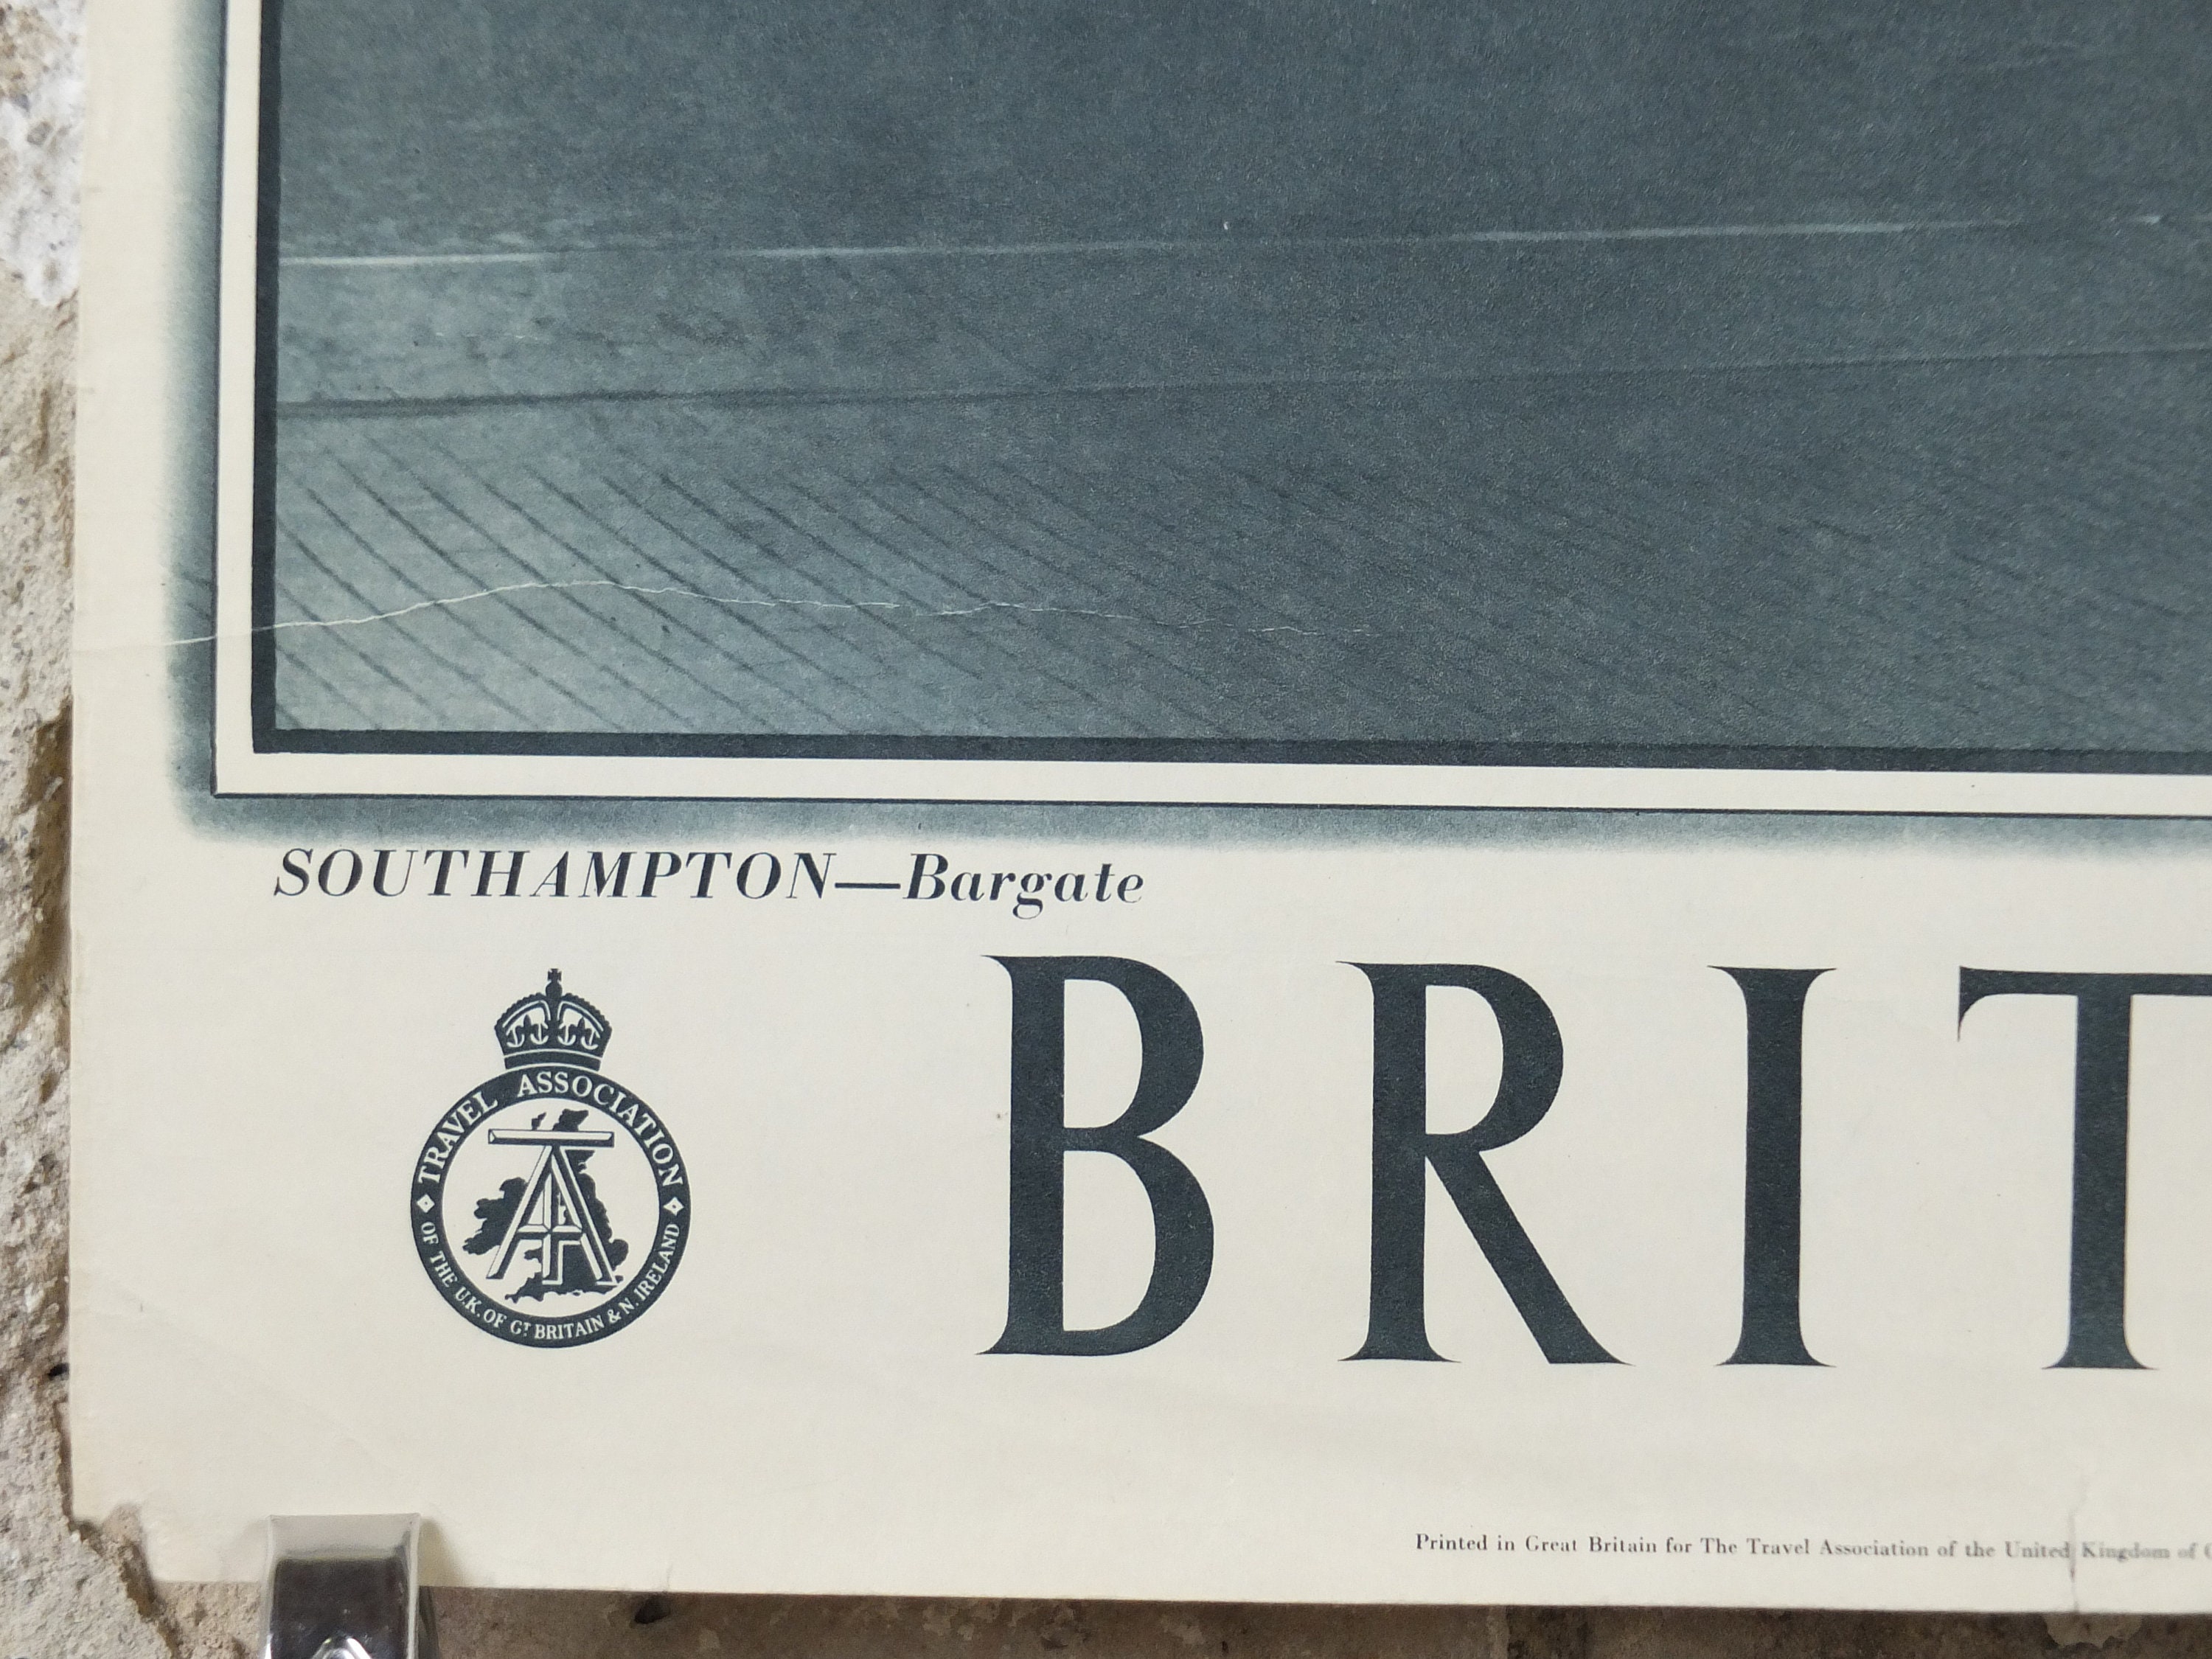 SOUTHAMPTON—Bargate
TRAVEL ASSOCIATION
OF THE U.K. OF GT BRITAIN & N. IRELAND
TA
BRIT
Printed in Great Britain for The Travel Association of the United Kingdom of G